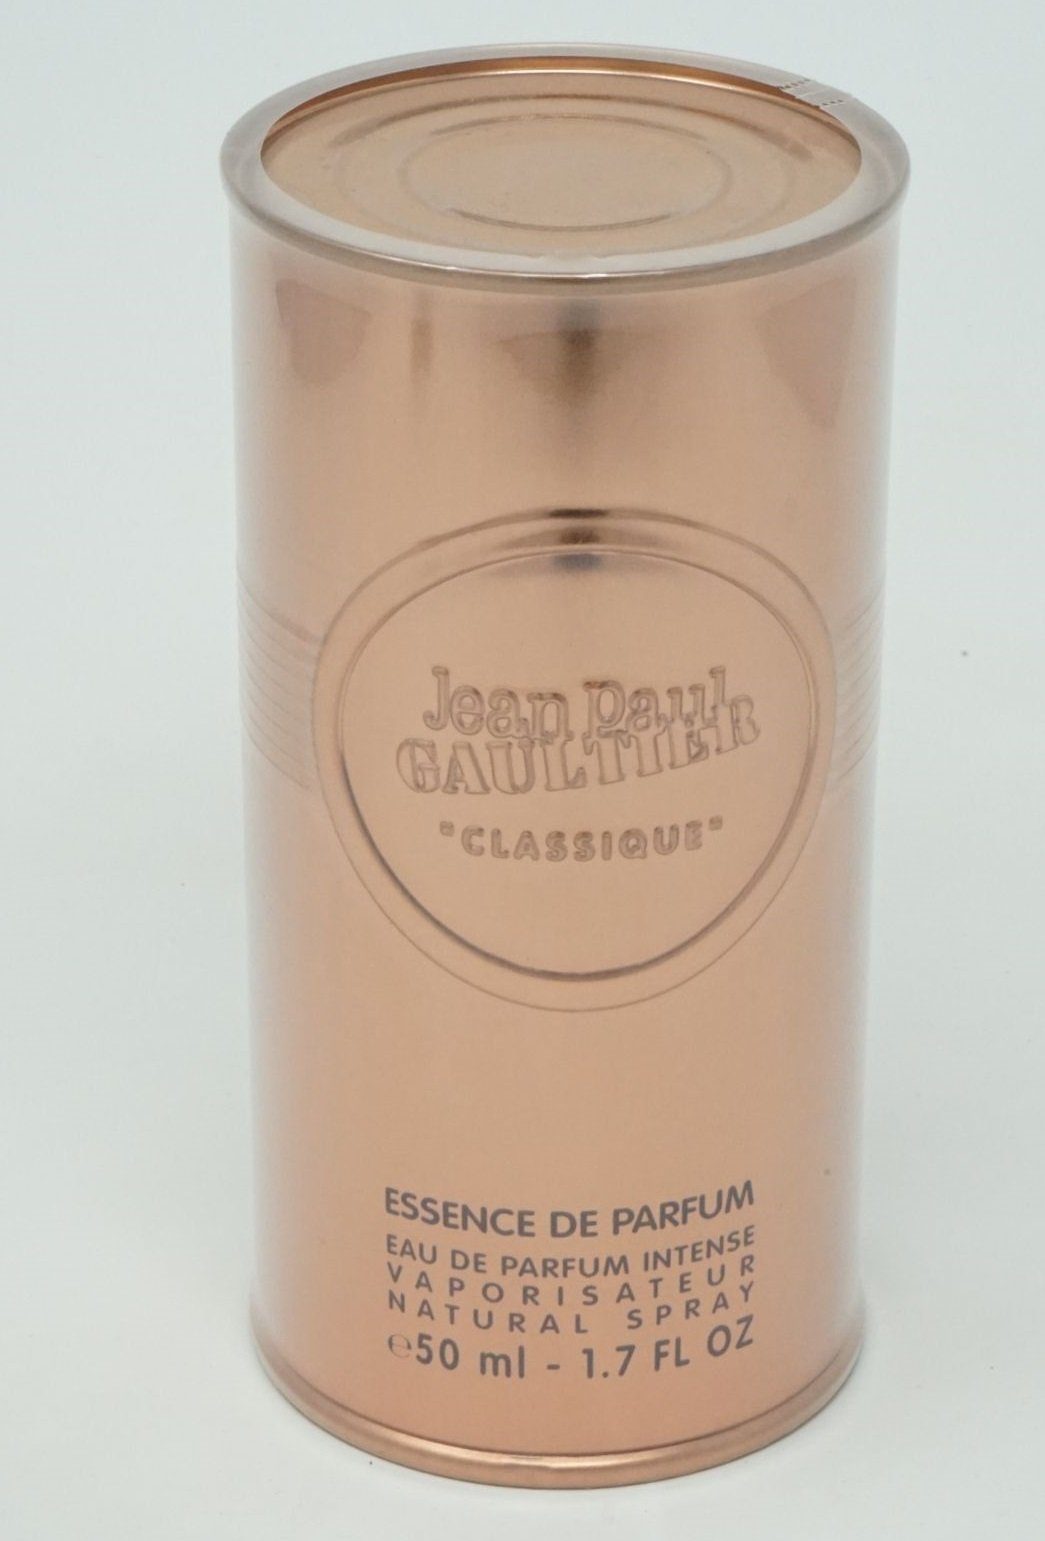 Jean Paul
GAULTIER
"CLASSIQUE"
ESSENCE DE PARFUM
EAU DE PARFUM INTENSE
VAPORISATEUR
NATURAL SPRAY
℮50 ml - 1.7 FL OZ